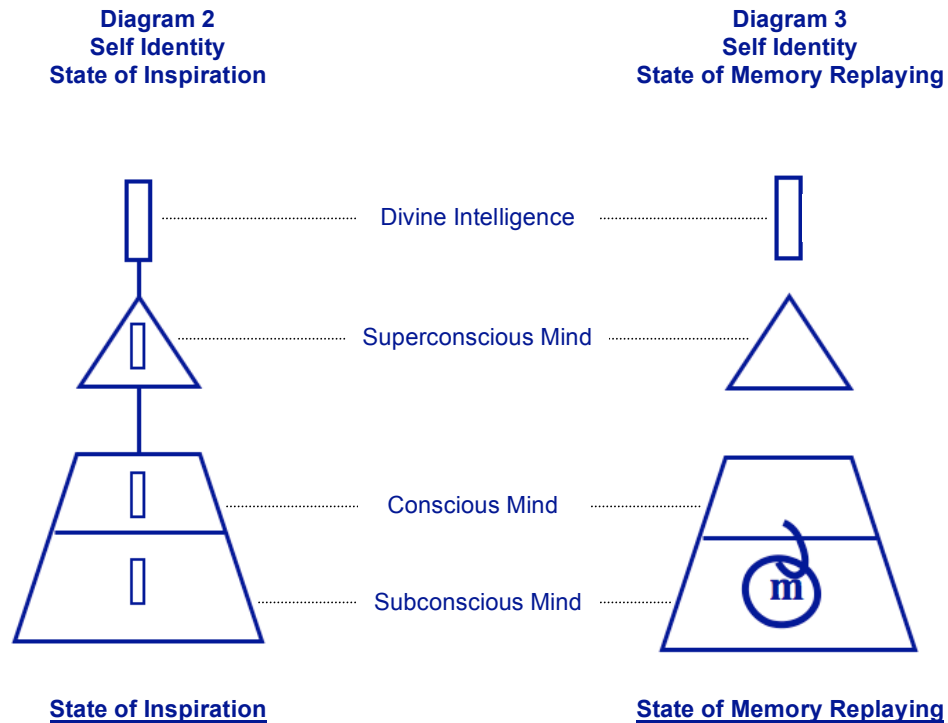 Diagram 2
Self Identity
State of Inspiration
Diagram 3
Self Identity
State of Memory Replaying
Divine Intelligence
Superconscious Mind
Conscious Mind
Subconscious Mind
m
State of Inspiration
State of Memory Replaying